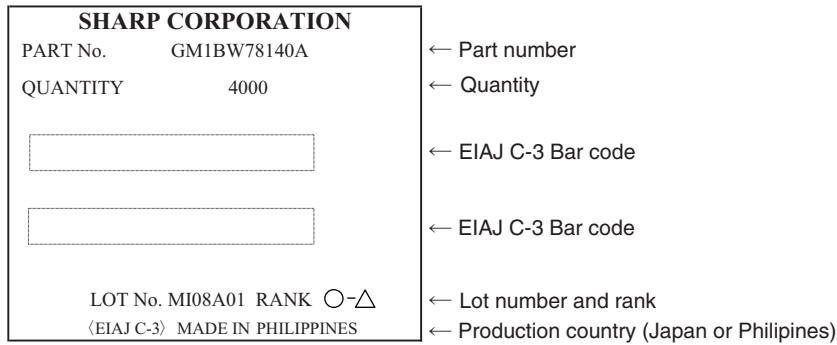 SHARP CORPORATION
PART No. GM1BW78140A ← Part number
QUANTITY 4000 ← Quantity
← EIAJ C-3 Bar code
← EIAJ C-3 Bar code
LOT No. MI08A01 RANK ○-△ ← Lot number and rank
〈EIAJ C-3〉 MADE IN PHILIPPINES ← Production country (Japan or Philipines)